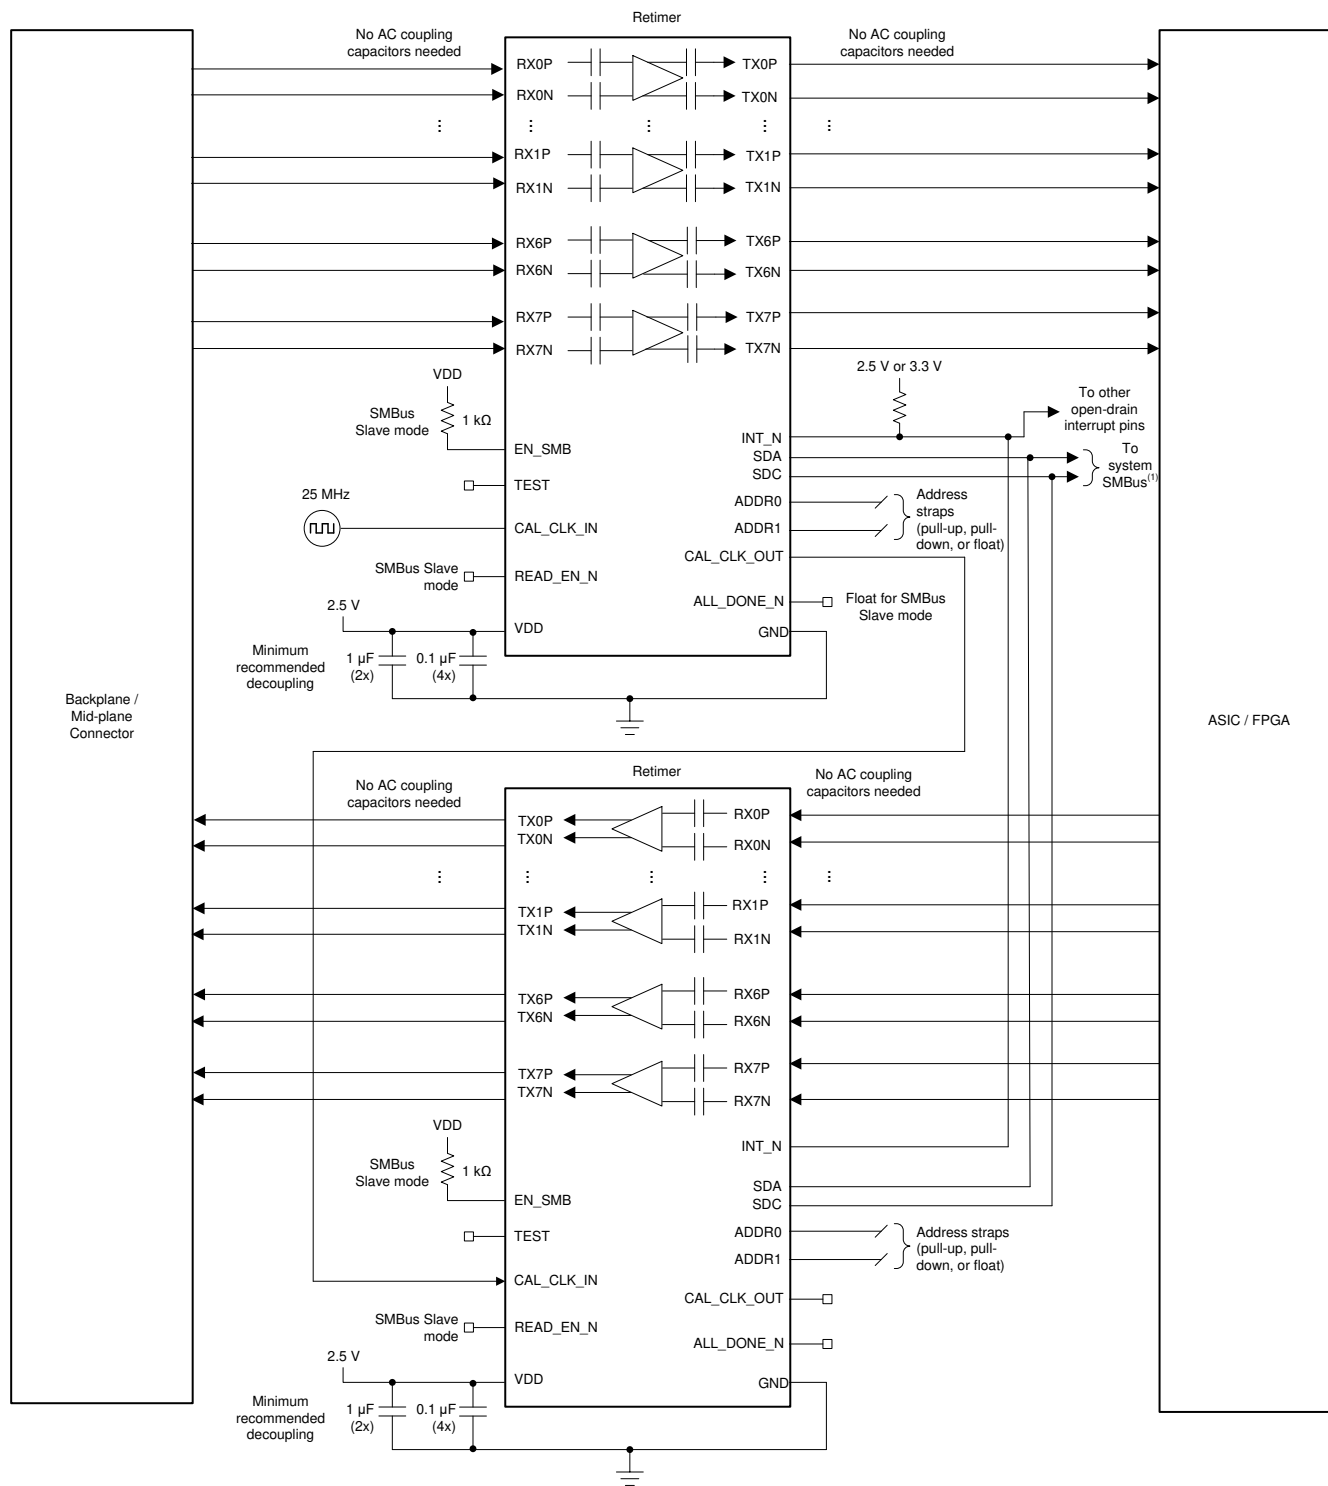 Retimer
No AC coupling
capacitors needed
No AC coupling
capacitors needed
RX0P
TX0P
RX0N
TX0N
⋮
⋮
⋮
⋮
⋮
RX1P
TX1P
RX1N
TX1N
RX6P
TX6P
RX6N
TX6N
RX7P
TX7P
RX7N
TX7N
VDD
SMBus
Slave mode
1 kΩ
EN_SMB
TEST
25 MHz
CAL_CLK_IN
SMBus Slave
mode
READ_EN_N
2.5 V
VDD
Minimum
recommended
decoupling
1 µF
(2x)
0.1 µF
(4x)
2.5 V or 3.3 V
To other
open-drain
interrupt pins
INT_N
SDA
SDC
To
system
SMBus(1)
ADDR0
ADDR1
Address
straps
(pull-up, pull-
down, or float)
CAL_CLK_OUT
ALL_DONE_N
Float for SMBus
Slave mode
GND
Backplane /
Mid-plane
Connector
ASIC / FPGA
Retimer
No AC coupling
capacitors needed
No AC coupling
capacitors needed
TX0P
RX0P
TX0N
RX0N
⋮
⋮
⋮
⋮
⋮
TX1P
RX1P
TX1N
RX1N
TX6P
RX6P
TX6N
RX6N
TX7P
RX7P
TX7N
RX7N
VDD
SMBus
Slave mode
1 kΩ
EN_SMB
TEST
CAL_CLK_IN
SMBus Slave
mode
READ_EN_N
2.5 V
VDD
Minimum
recommended
decoupling
1 µF
(2x)
0.1 µF
(4x)
INT_N
SDA
SDC
ADDR0
ADDR1
Address straps
(pull-up, pull-
down, or float)
CAL_CLK_OUT
ALL_DONE_N
GND